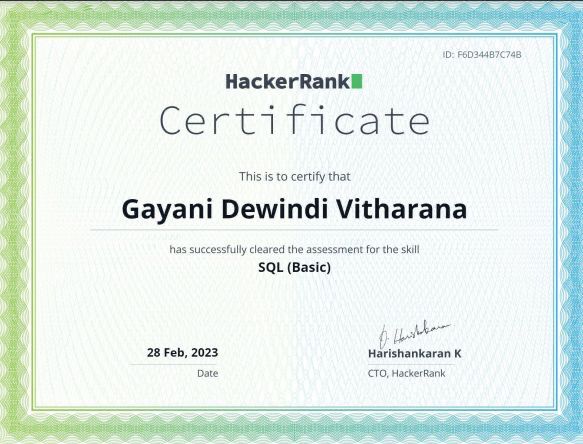 ID: F6D344B7C74B
HackerRank
Certificate
This is to certify that
Gayani Dewindi Vitharana
has successfully cleared the assessment for the skill
SQL (Basic)
28 Feb, 2023
Date
Harishankaran K
CTO, HackerRank